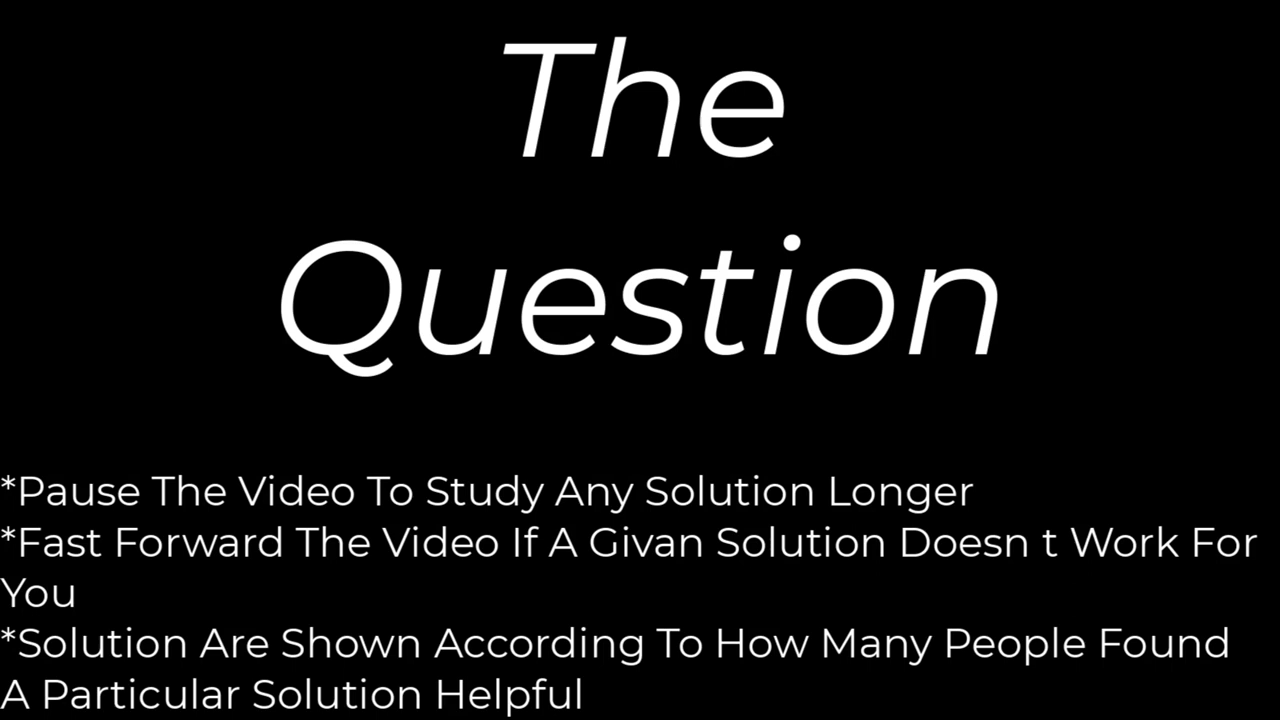 The
Question
*Pause The Video To Study Any Solution Longer
*Fast Forward The Video If A Givan Solution Doesn t Work For
You
*Solution Are Shown According To How Many People Found
A Particular Solution Helpful